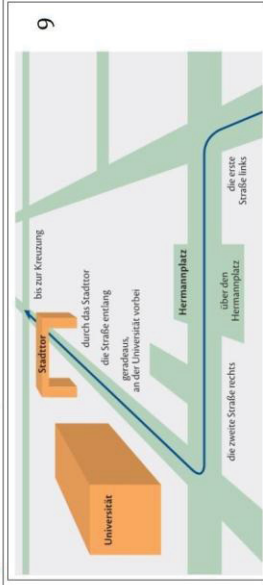 9
bis zur Kreuzung
Stadttor
durch das Stadttor
die Straße entlang
geradeaus,
an der Universität vorbei
Universität
Hermannplatz
über den
Hermannplatz
die zweite Straße rechts
die erste
Straße links